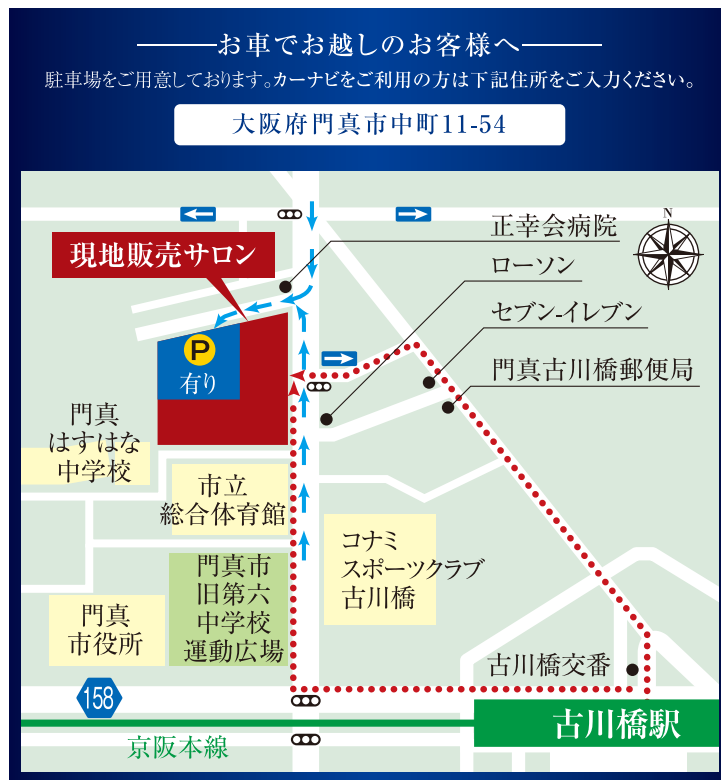 お車でお越しのお客様へ
駐車場をご用意しております。カーナビをご利用の方は下記住所をご入力ください。
大阪府門真市中町11-54
N
正幸会病院
現地販売サロン
ローソン
セブン-イレブン
P
有り
門真古川橋郵便局
門真
はすはな
中学校
市立
総合体育館
コナミ
スポーツクラブ
古川橋
門真市
旧第六
中学校
運動広場
門真
市役所
古川橋交番
158
古川橋駅
京阪本線